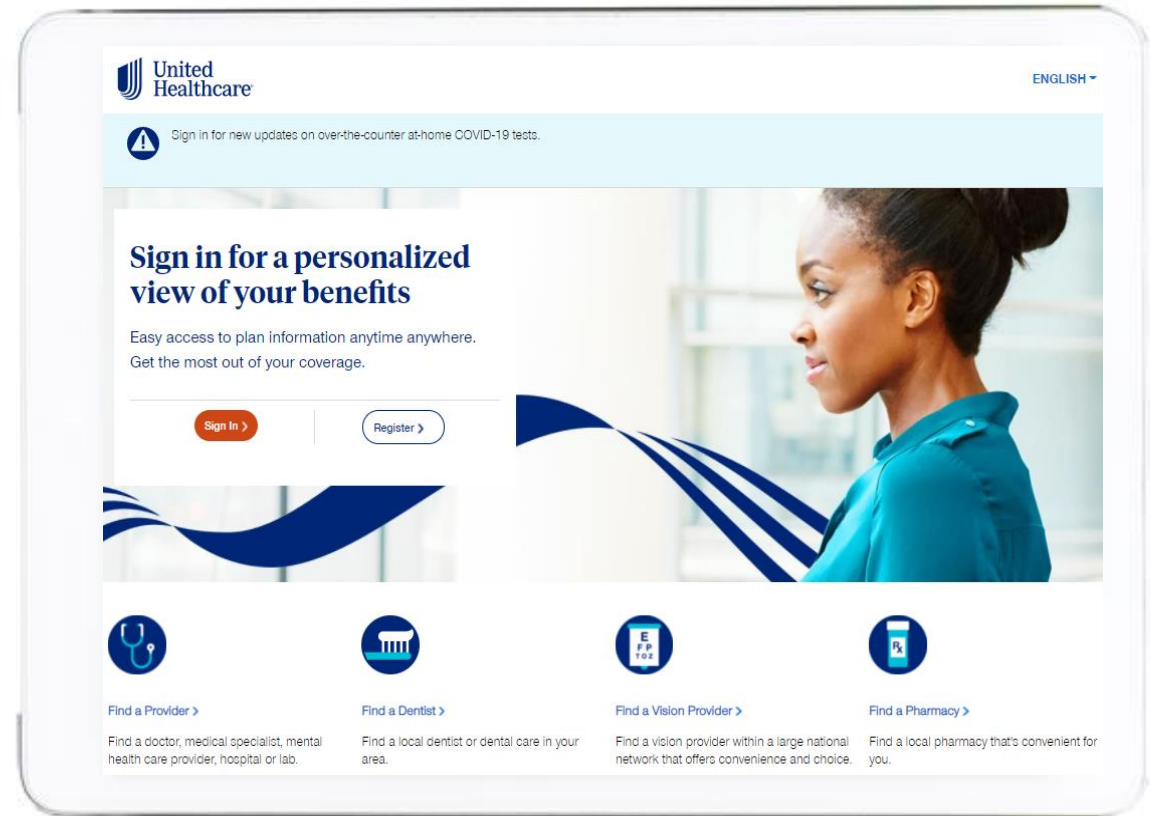 United
Healthcare
ENGLISH
Sign in for new updates on over-the-counter at-home COVID-19 tests.
Sign in for a personalized
view of your benefits
Easy access to plan information anytime anywhere.
Get the most out of your coverage.
Sign In
Register
E
F P
T O Z
Rx
Find a Provider
Find a Dentist
Find a Vision Provider
Find a Pharmacy
Find a doctor, medical specialist, mental
health care provider, hospital or lab.
Find a local dentist or dental care in your
area.
Find a vision provider within a large national
network that offers convenience and choice.
Find a local pharmacy that's convenient for
you.